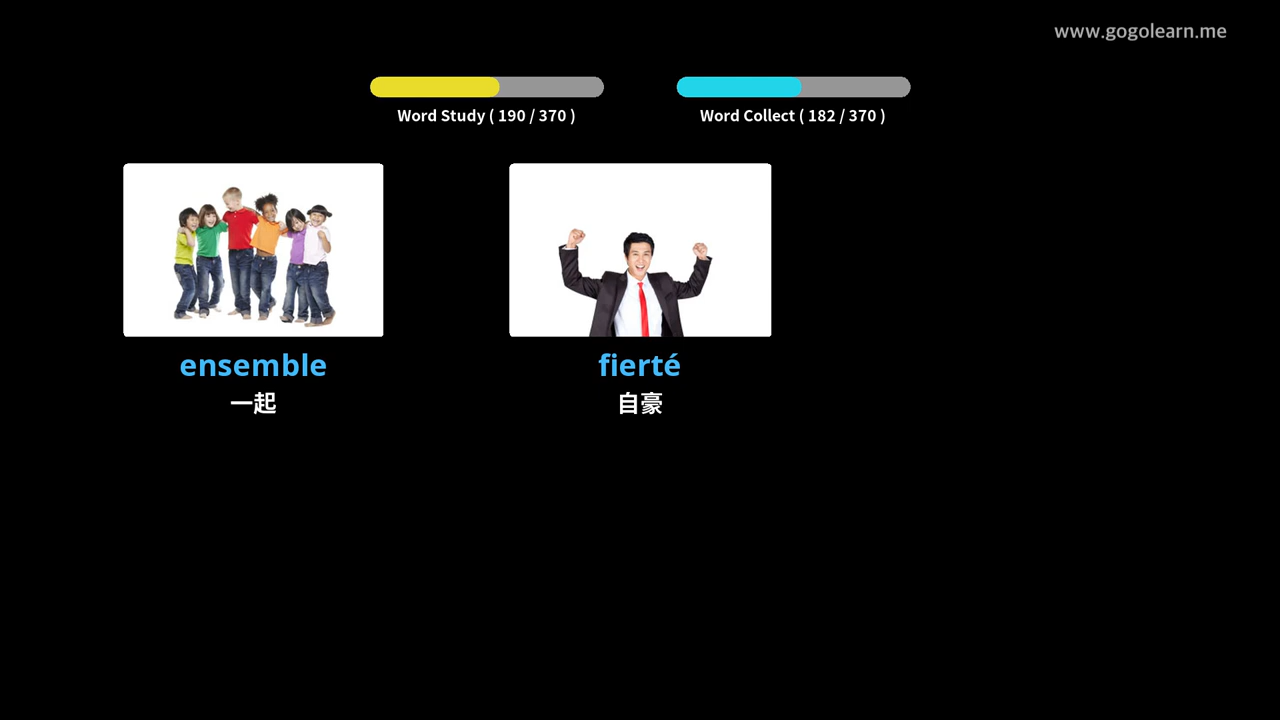 www.gogolearn.me
Word Study ( 190 / 370 )
Word Collect ( 182 / 370 )
ensemble
一起
fierté
自豪